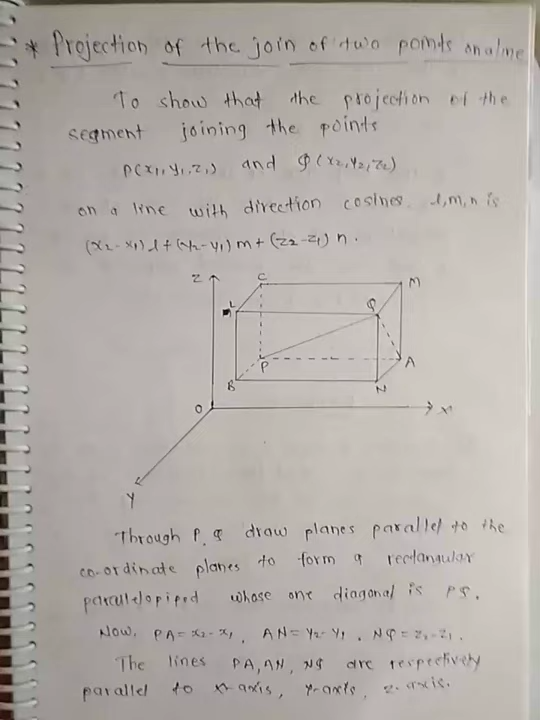 * Projection of the join of two points on a line
To show that the projection of the
segment joining the points
P(x₁, y₁, z₁) and Q(x₂, y₂, z₂)
on a line with direction cosines l, m, n is
(x₂-x₁) l + (y₂-y₁) m + (z₂-z₁) n.
Z C M
L Q
P A
B N
O X
Y
Through P, Q draw planes parallel to the
co-ordinate planes to form a rectangular
parallelopiped whose one diagonal is PQ.
Now, PA = x₂-x₁, AN = y₂-y₁, NQ = z₂-z₁.
The lines PA, AN, NQ are respectively
parallel to x-axis, y-axis, z-axis.